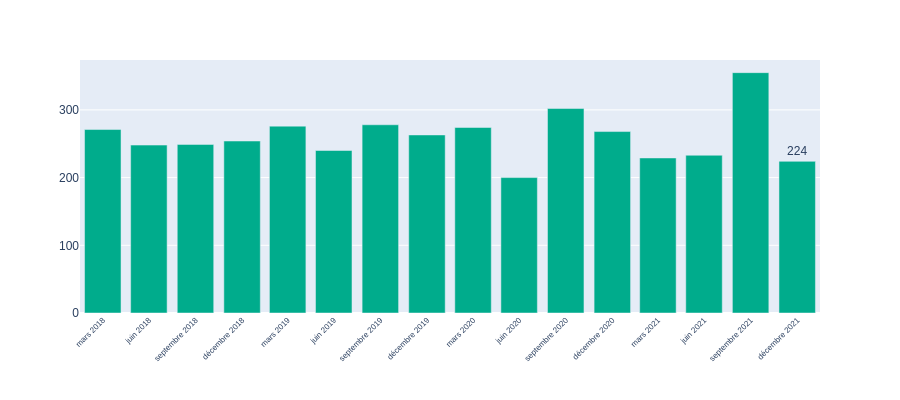 300
200
100
0
224
mars 2018
juin 2018
septembre 2018
décembre 2018
mars 2019
juin 2019
septembre 2019
décembre 2019
mars 2020
juin 2020
septembre 2020
décembre 2020
mars 2021
juin 2021
septembre 2021
décembre 2021